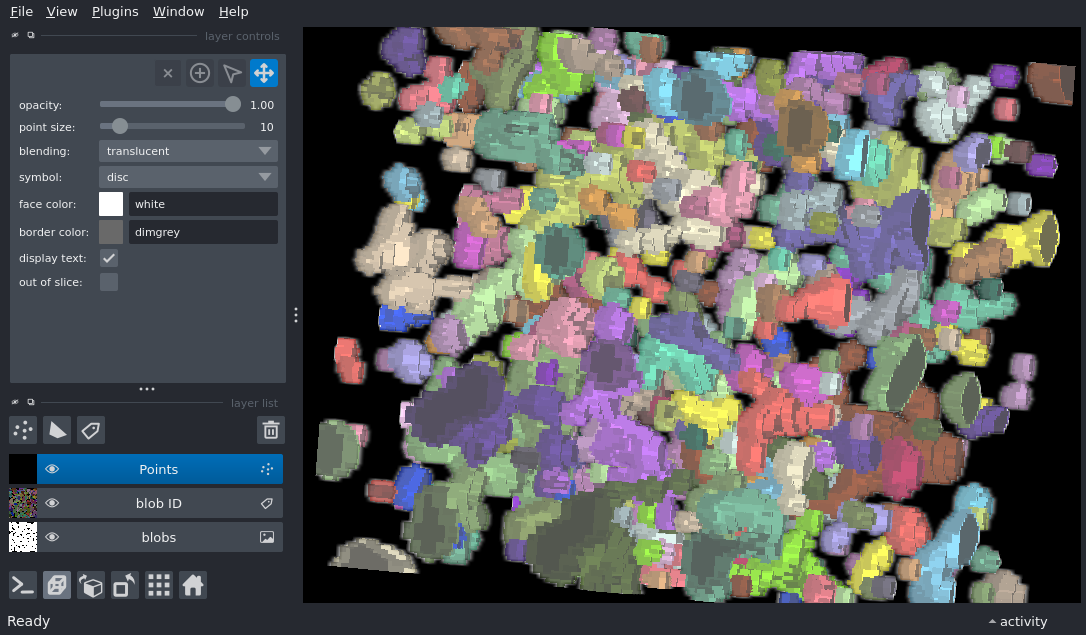 File View Plugins Window Help
layer controls
opacity: 1.00
point size: 10
blending: translucent
symbol: disc
face color: white
border color: dimgrey
display text:
out of slice:
layer list
Points
blob ID
blobs
Ready
activity